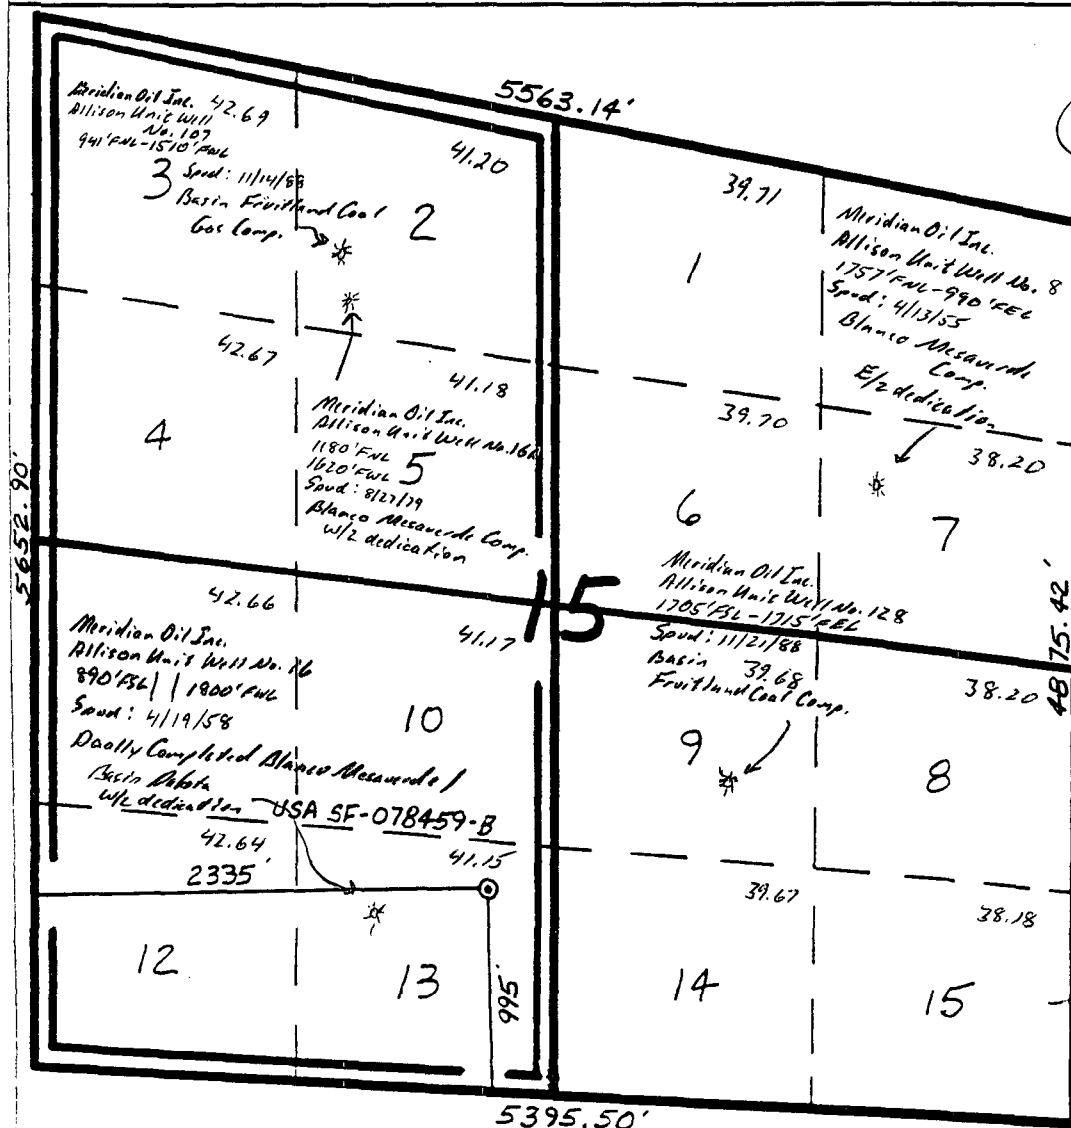 5563.14'
Meridian Oil Inc. 42.69
Allison Unit Well
No. 107
941' FNL-1510' FWL
3
Spud: 11/14/88
Basin Fruitland Coal
Gas Comp.
41.20
2
39.71
1
Meridian Oil Inc.
Allison Unit Well No. 8
1757' FNL-990' FEL
Spud: 4/13/55
Blanco Mesaverde
Comp.
E/2 dedication
42.67
41.18
39.70
38.20
4
Meridian Oil Inc.
Allison Unit Well No.
1180' FNL
1620' FWL 5
Spud: 8/27/79
Blanco Mesaverde Comp.
W/2 dedication
6
7
5652.90'
15
4875.42'
42.66
41.17
Meridian Oil Inc.
Allison Unit Well No. 16
890' FSL 1800' FWL
Spud: 4/19/58
10
Dually Completed Blanco Mesaverde/
Basin Dakota
W/2 dedication
USA SF-078459-B
Meridian Oil Inc.
Allison Unit Well No. 128
1705' FSL-1715' FEL
Spud: 11/21/88
Basin 39.68
Fruitland Coal Comp.
38.20
9
8
42.64
41.15
2335'
39.67
38.18
12
13
995'
14
15
5395.50'